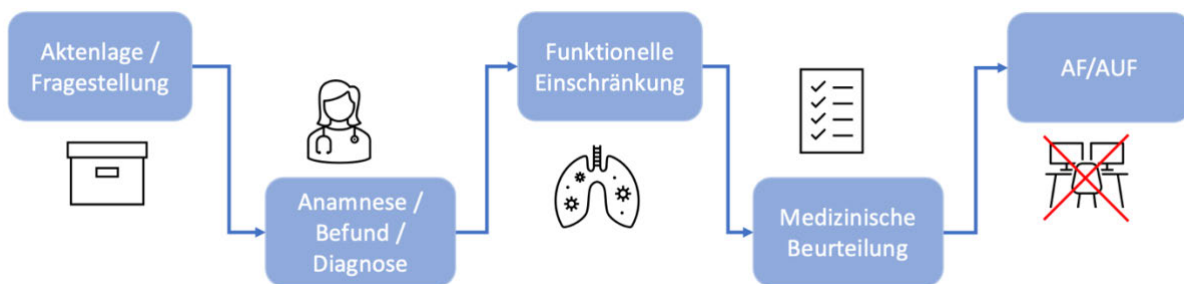 Aktenlage /
Fragestellung
Anamnese /
Befund /
Diagnose
Funktionelle
Einschränkung
Medizinische
Beurteilung
AF/AUF